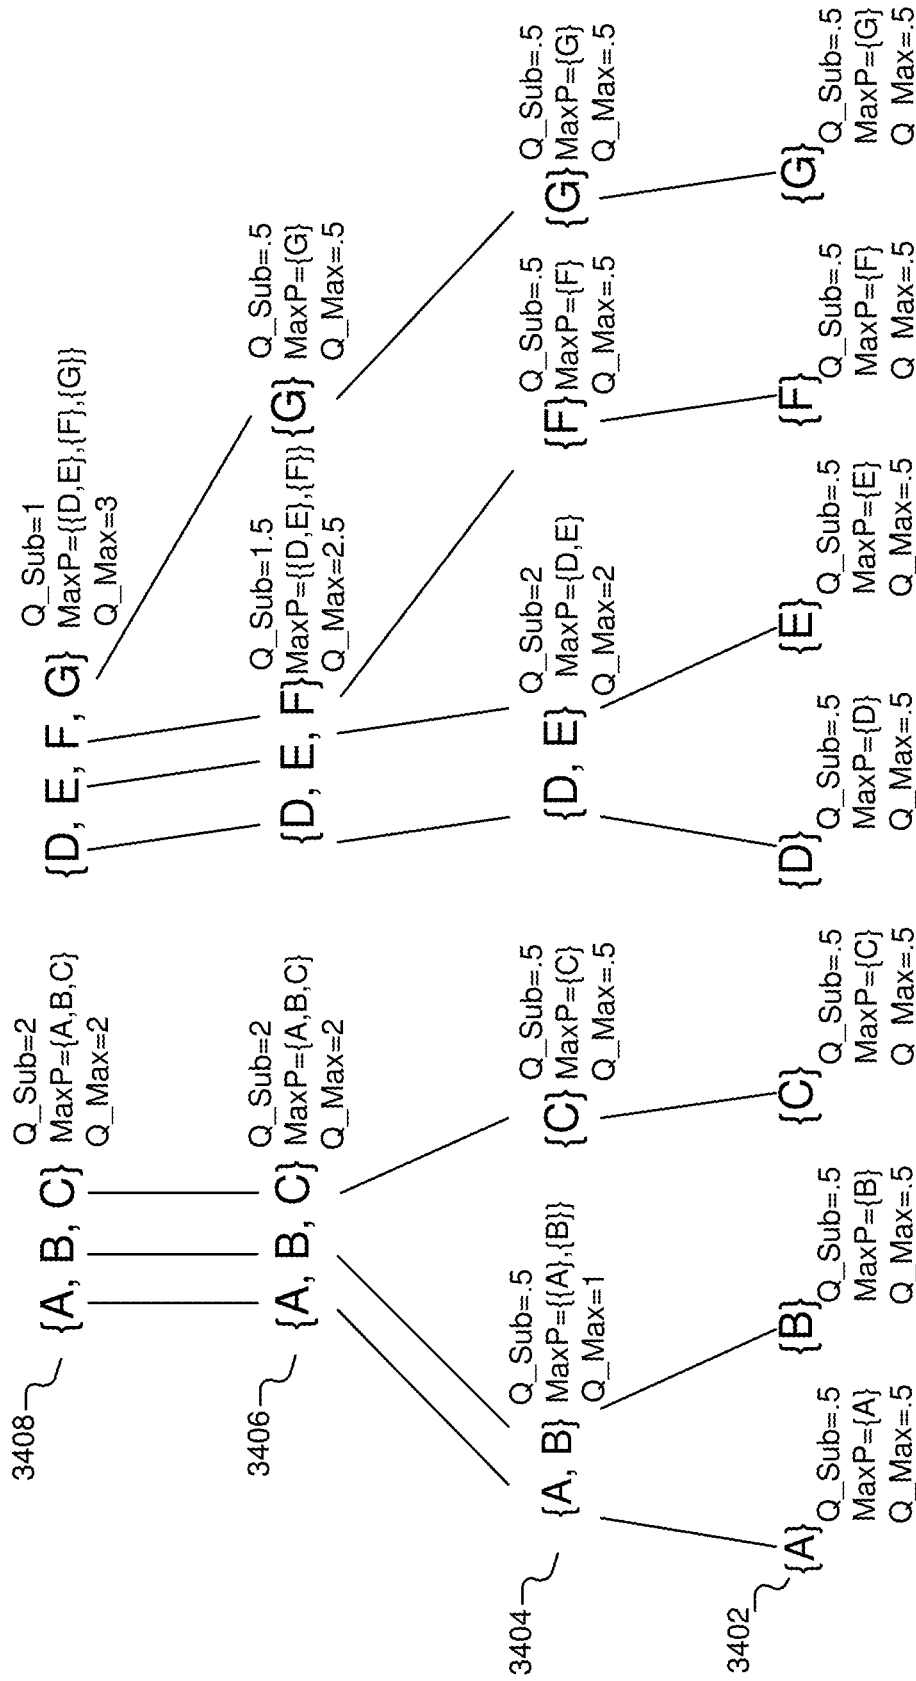 3408
{A, B, C}
Q_Sub=2
MaxP={A,B,C}
Q_Max=2
{D, E, F, G}
Q_Sub=1
MaxP={{D,E},{F},{G}}
Q_Max=3
3406
{A, B, C}
Q_Sub=2
MaxP={A,B,C}
Q_Max=2
{D, E, F}
Q_Sub=1.5
MaxP={{D,E},{F}}
Q_Max=2.5
{G}
Q_Sub=.5
MaxP={G}
Q_Max=.5
3404
{A, B}
Q_Sub=.5
MaxP={{A},{B}}
Q_Max=1
{C}
Q_Sub=.5
MaxP={C}
Q_Max=.5
{D, E}
Q_Sub=2
MaxP={D,E}
Q_Max=2
{F}
Q_Sub=.5
MaxP={F}
Q_Max=.5
{G}
Q_Sub=.5
MaxP={G}
Q_Max=.5
3402
{A}
Q_Sub=.5
MaxP={A}
Q_Max=.5
{B}
Q_Sub=.5
MaxP={B}
Q_Max=.5
{C}
Q_Sub=.5
MaxP={C}
Q_Max=.5
{D}
Q_Sub=.5
MaxP={D}
Q_Max=.5
{E}
Q_Sub=.5
MaxP={E}
Q_Max=.5
{F}
Q_Sub=.5
MaxP={F}
Q_Max=.5
{G}
Q_Sub=.5
MaxP={G}
Q_Max=.5